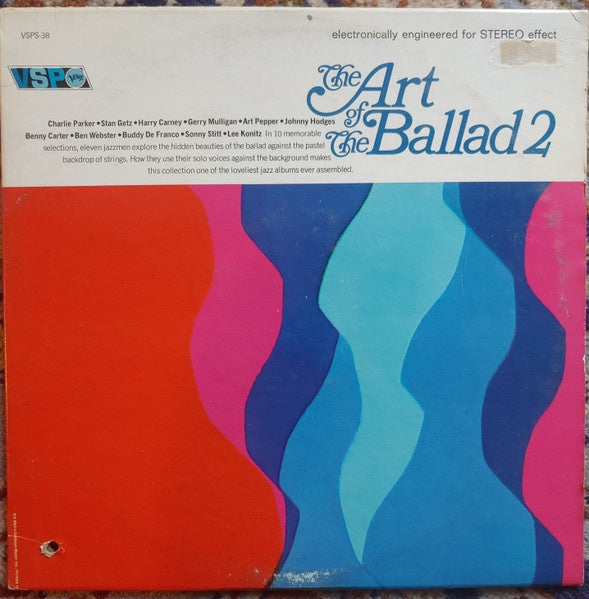 VSPS-38
electronically engineered for STEREO effect
VSP Verve
The Art
of
The Ballad 2
Charlie Parker • Stan Getz • Harry Carney • Gerry Mulligan • Art Pepper • Johnny Hodges
Benny Carter • Ben Webster • Buddy De Franco • Sonny Stitt • Lee Konitz In 10 memorable
selections, eleven jazzmen explore the hidden beauties of the ballad against the pastel
backdrop of strings. How they use their solo voices against the background makes
this collection one of the loveliest jazz albums ever assembled.